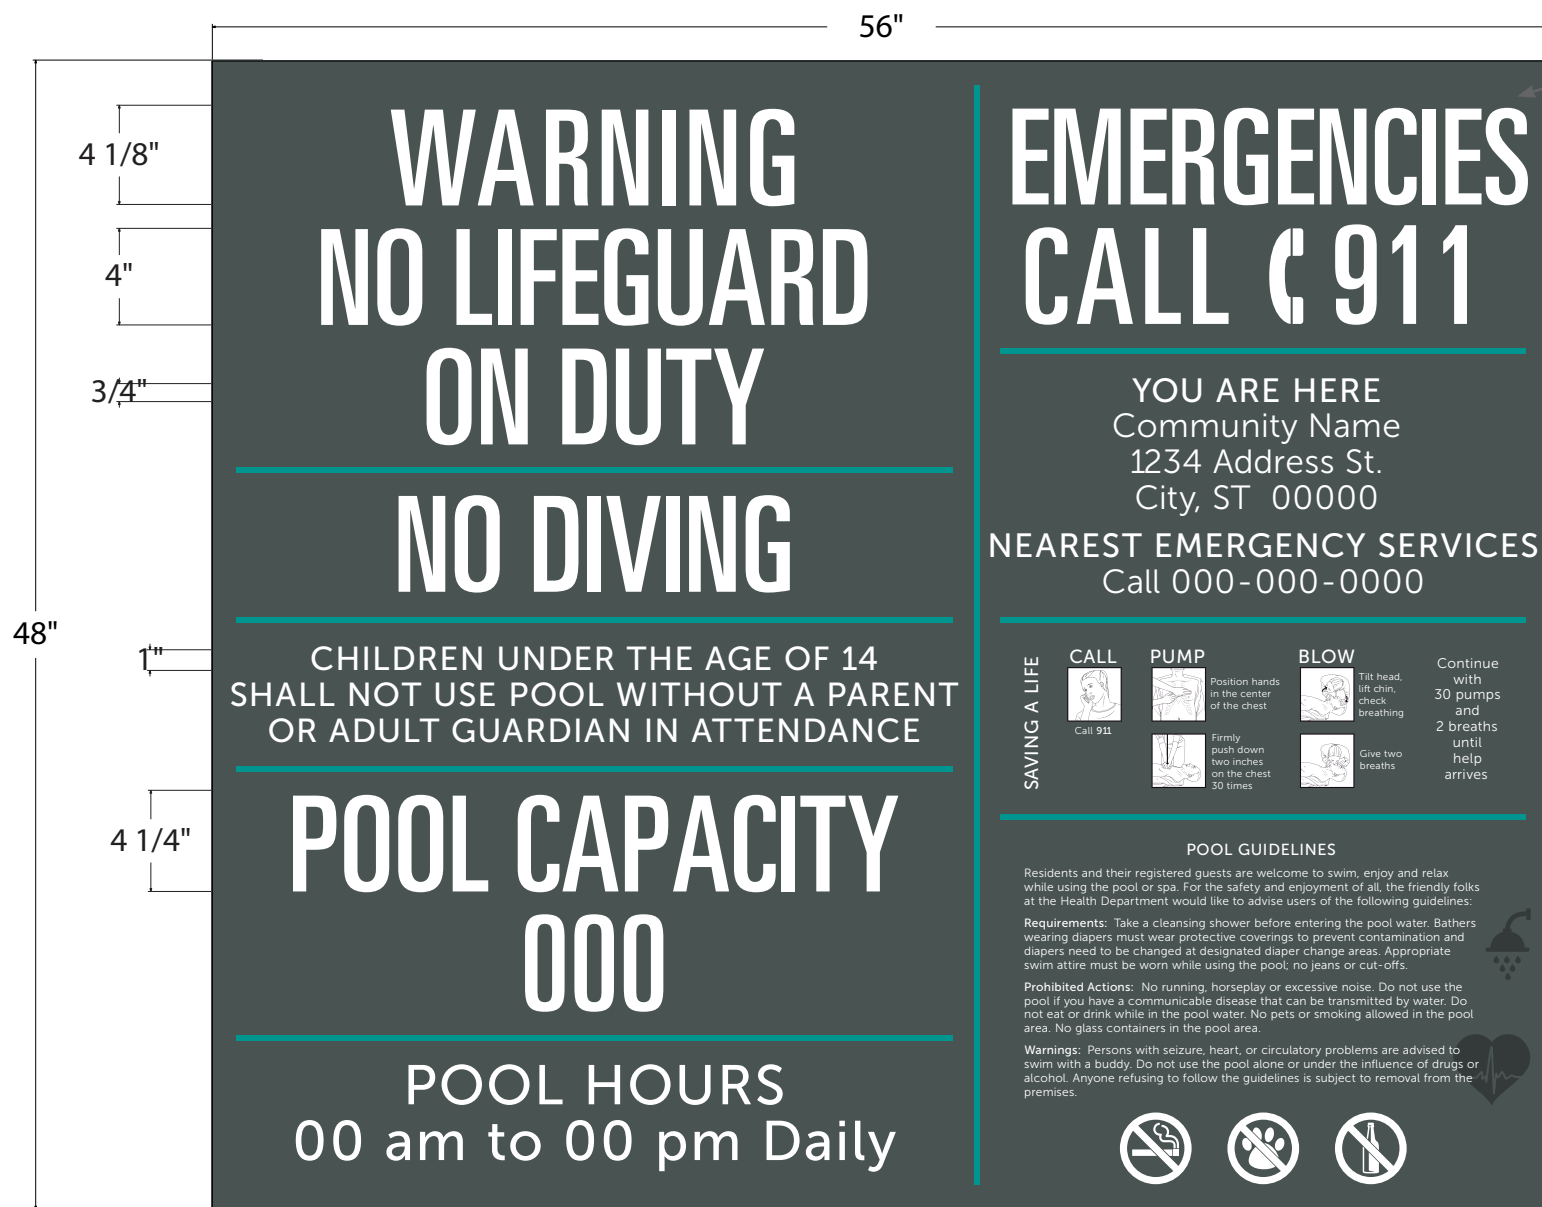 56"
4 1/8"
4"
3/4"
48"
1"
4 1/4"
WARNING
NO LIFEGUARD
ON DUTY
NO DIVING
CHILDREN UNDER THE AGE OF 14
SHALL NOT USE POOL WITHOUT A PARENT
OR ADULT GUARDIAN IN ATTENDANCE
POOL CAPACITY
000
POOL HOURS
00 am to 00 pm Daily
EMERGENCIES
CALL 911
YOU ARE HERE
Community Name
1234 Address St.
City, ST 00000
NEAREST EMERGENCY SERVICES
Call 000-000-0000
SAVING A LIFE
CALL
Call 911
PUMP
Position hands
in the center
of the chest
Firmly
push down
two inches
on the chest
30 times
BLOW
Tilt head,
lift chin,
check
breathing
Give two
breaths
Continue
with
30 pumps
and
2 breaths
until
help
arrives
POOL GUIDELINES
Residents and their registered guests are welcome to swim, enjoy and relax
while using the pool or spa. For the safety and enjoyment of all, the friendly folks
at the Health Department would like to advise users of the following guidelines:
Requirements: Take a cleansing shower before entering the pool water. Bathers
wearing diapers must wear protective coverings to prevent contamination and
diapers need to be changed at designated diaper change areas. Appropriate
swim attire must be worn while using the pool; no jeans or cut-offs.
Prohibited Actions: No running, horseplay or excessive noise. Do not use the
pool if you have a communicable disease that can be transmitted by water. Do
not eat or drink while in the pool water. No pets or smoking allowed in the pool
area. No glass containers in the pool area.
Warnings: Persons with seizure, heart, or circulatory problems are advised to
swim with a buddy. Do not use the pool alone or under the influence of drugs or
alcohol. Anyone refusing to follow the guidelines is subject to removal from the
premises.